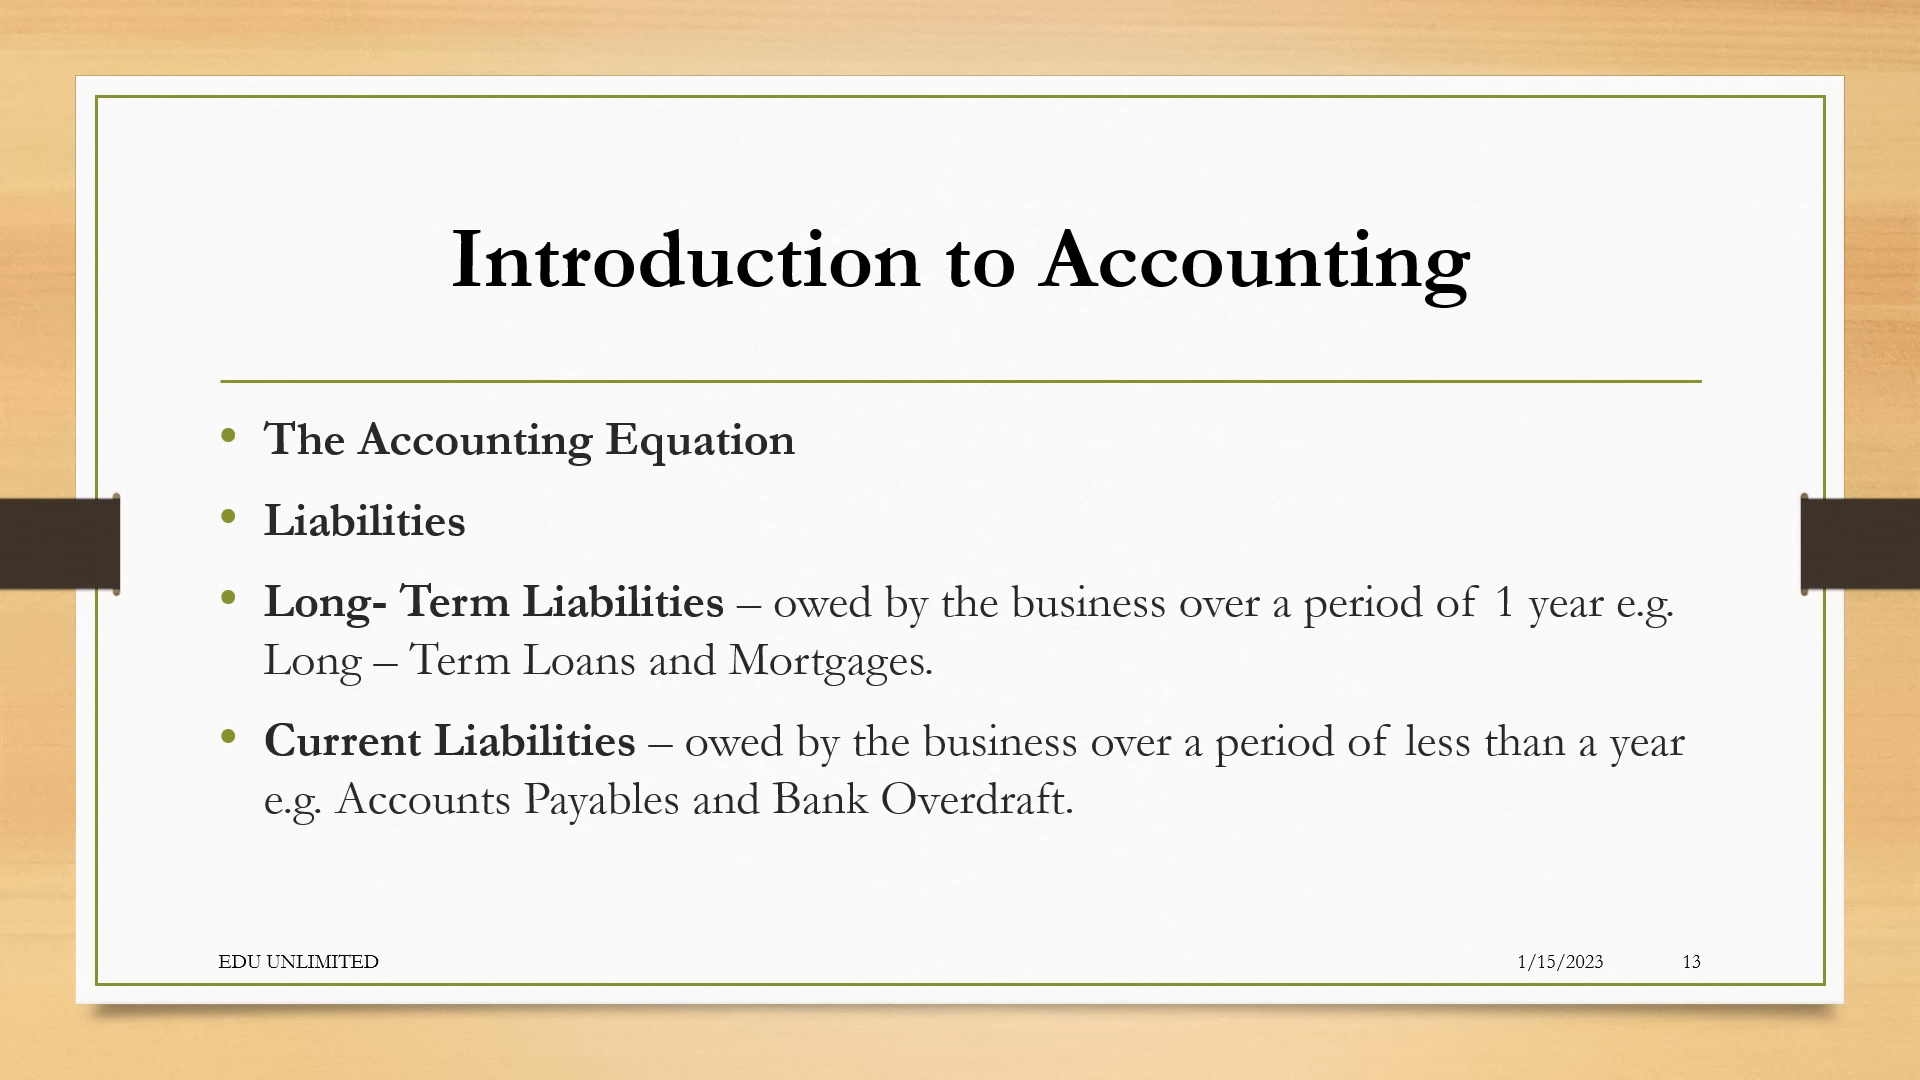 Introduction to Accounting
• The Accounting Equation
• Liabilities
• Long- Term Liabilities – owed by the business over a period of 1 year e.g.
Long – Term Loans and Mortgages.
• Current Liabilities – owed by the business over a period of less than a year
e.g. Accounts Payables and Bank Overdraft.
EDU UNLIMITED 1/15/2023 13